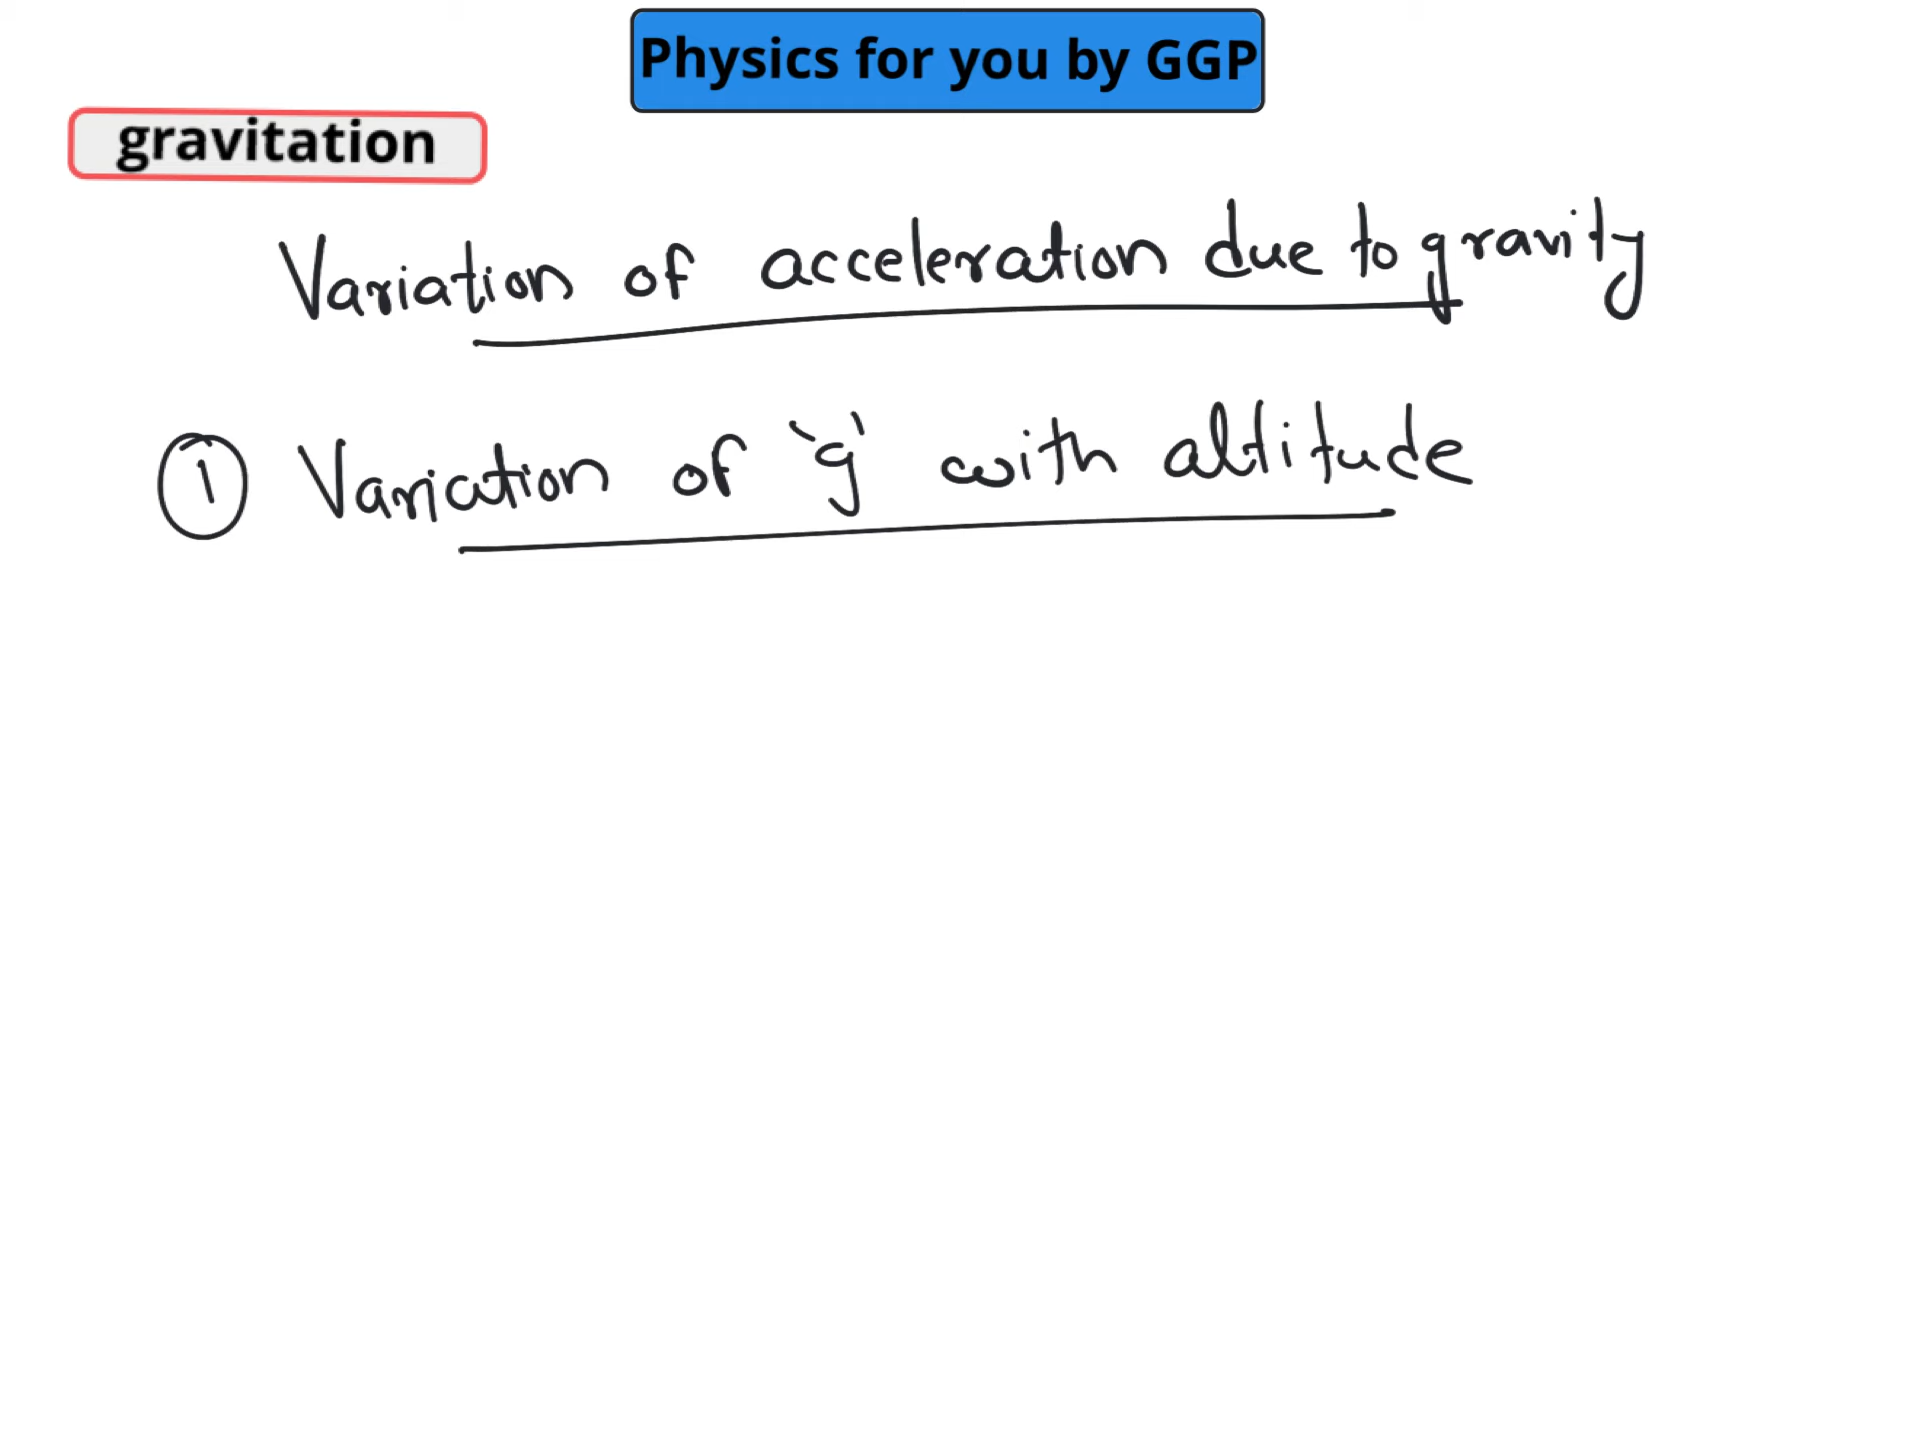 Physics for you by GGP
gravitation
Variation of acceleration due to gravity
① Variation of 'g' with altitude